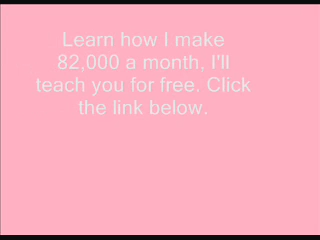 Learn how I make
82,000 a month, I'll
teach you for free. Click
the link below.